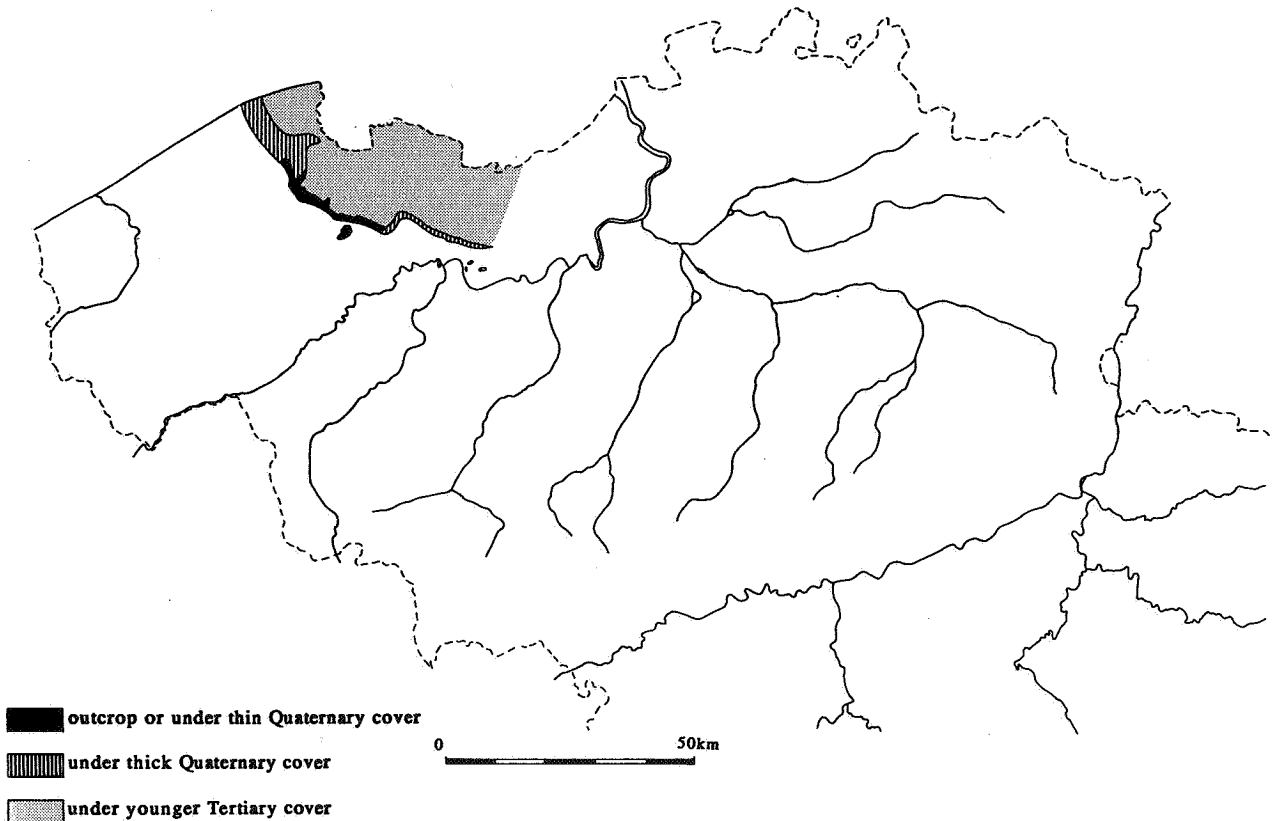 outcrop or under thin Quaternary cover
under thick Quaternary cover
under younger Tertiary cover
0 50km